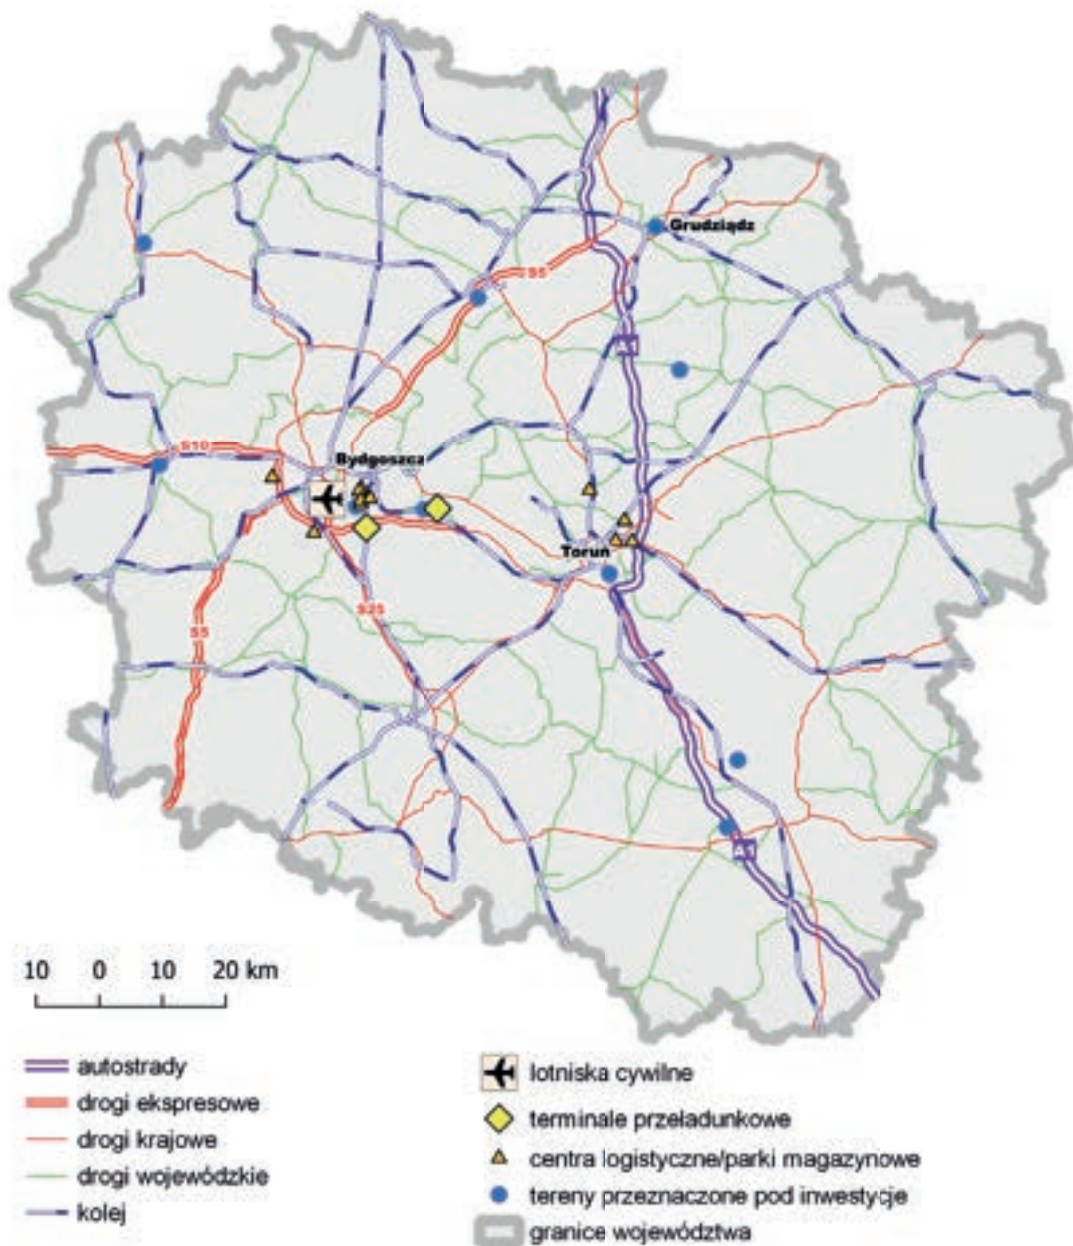 Grudziądz
S5
A1
S10
Bydgoszcz
Toruń
S25
S5
A1
10 0 10 20 km
autostrady
drogi ekspresowe
drogi krajowe
drogi wojewódzkie
kolej
lotniska cywilne
terminale przeładunkowe
centra logistyczne/parki magazynowe
tereny przeznaczone pod inwestycje
granice województwa